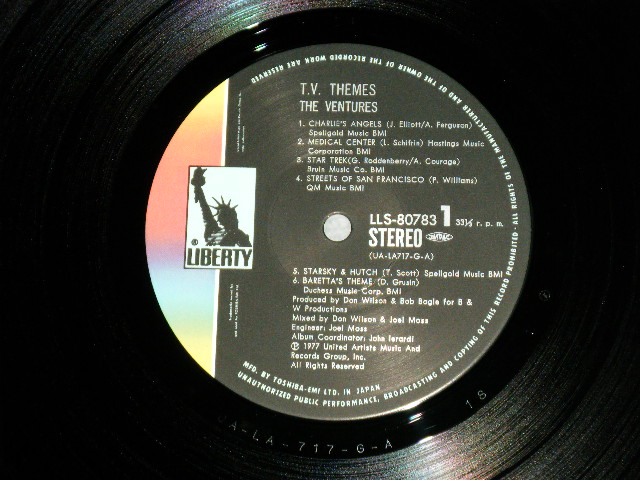 T.V. THEMES
THE VENTURES
1. CHARLIE'S ANGELS (J. Elliott/A. Ferguson)
Spellgold Music BMI
2. MEDICAL CENTER (L. Schifrin) Hastings Music
Corporation BMI
3. STAR TREK(G. Roddenberry/A. Courage)
Bruin Music Co. BMI
4. STREETS OF SAN FRANCISCO (P. Williams)
QM Music BMI
LLS-80783 1 33⅓ r. p. m.
STEREO
(UA-LA717-G-A)
® LIBERTY
5. STARSKY & HUTCH (T. Scott) Spellgold Music BMI
6. BARETTA'S THEME (D. Grusin)
Duchess Music Corp. BMI
Produced by Don Wilson & Bob Bogle for B &
W Productions
Mixed by Don Wilson & Joel Moss
Engineer: Joel Moss
Album Coordinator: John Ierardi
Ⓟ 1977 United Artists Music And
Records Group, Inc.
All Rights Reserved
MFD. BY TOSHIBA-EMI LTD. IN JAPAN
ALL RIGHTS OF THE MANUFACTURER AND OF THE OWNER OF THE RECORDED WORK ARE RESERVED
UNAUTHORIZED PUBLIC PERFORMANCE, BROADCASTING AND COPYING OF THIS RECORD PROHIBITED
A-LA-717-G-A 18